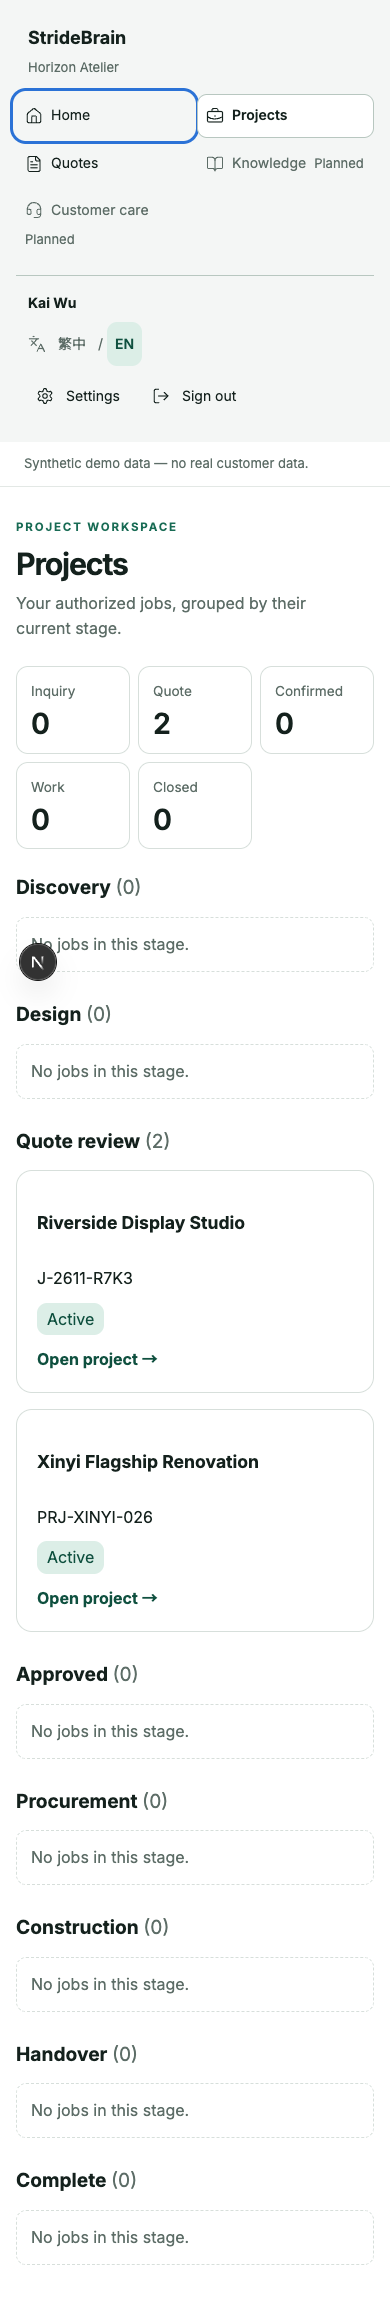 StrideBrain
Horizon Atelier
Home
Projects
Quotes
Knowledge Planned
Customer care
Planned
Kai Wu
繁中 / EN
Settings
Sign out
Synthetic demo data — no real customer data.
PROJECT WORKSPACE
Projects
Your authorized jobs, grouped by their
current stage.
Inquiry
0
Quote
2
Confirmed
0
Work
0
Closed
0
Discovery (0)
No jobs in this stage.
N
Design (0)
No jobs in this stage.
Quote review (2)
Riverside Display Studio
J-2611-R7K3
Active
Open project →
Xinyi Flagship Renovation
PRJ-XINYI-026
Active
Open project →
Approved (0)
No jobs in this stage.
Procurement (0)
No jobs in this stage.
Construction (0)
No jobs in this stage.
Handover (0)
No jobs in this stage.
Complete (0)
No jobs in this stage.